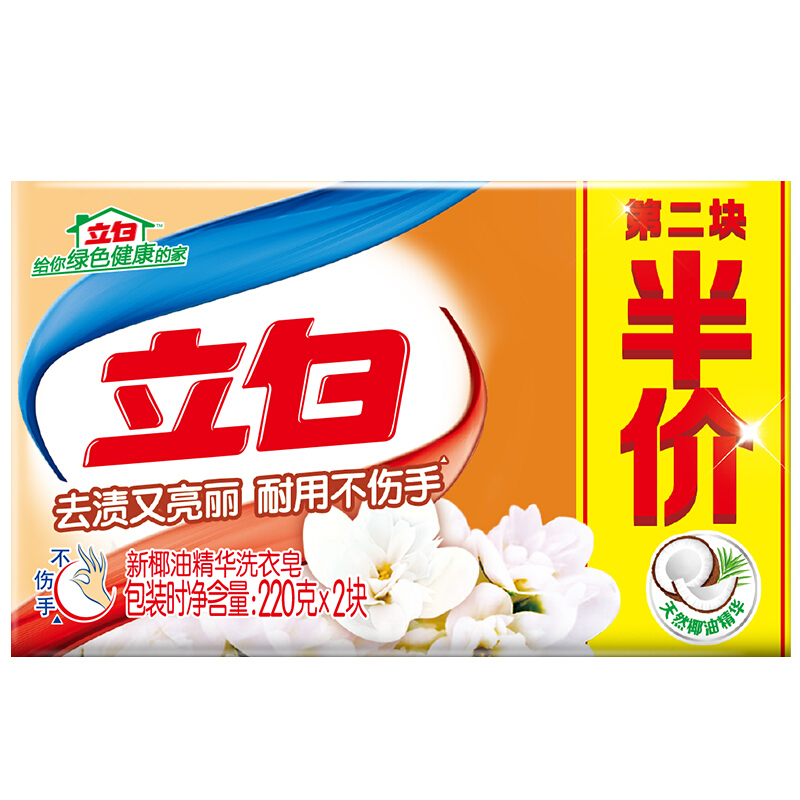 立白™
给你绿色健康的家
立白
去渍又亮丽 耐用不伤手
不伤手
新椰油精华洗衣皂
包装时净含量:220克×2块
第二块
半价
天然椰油精华